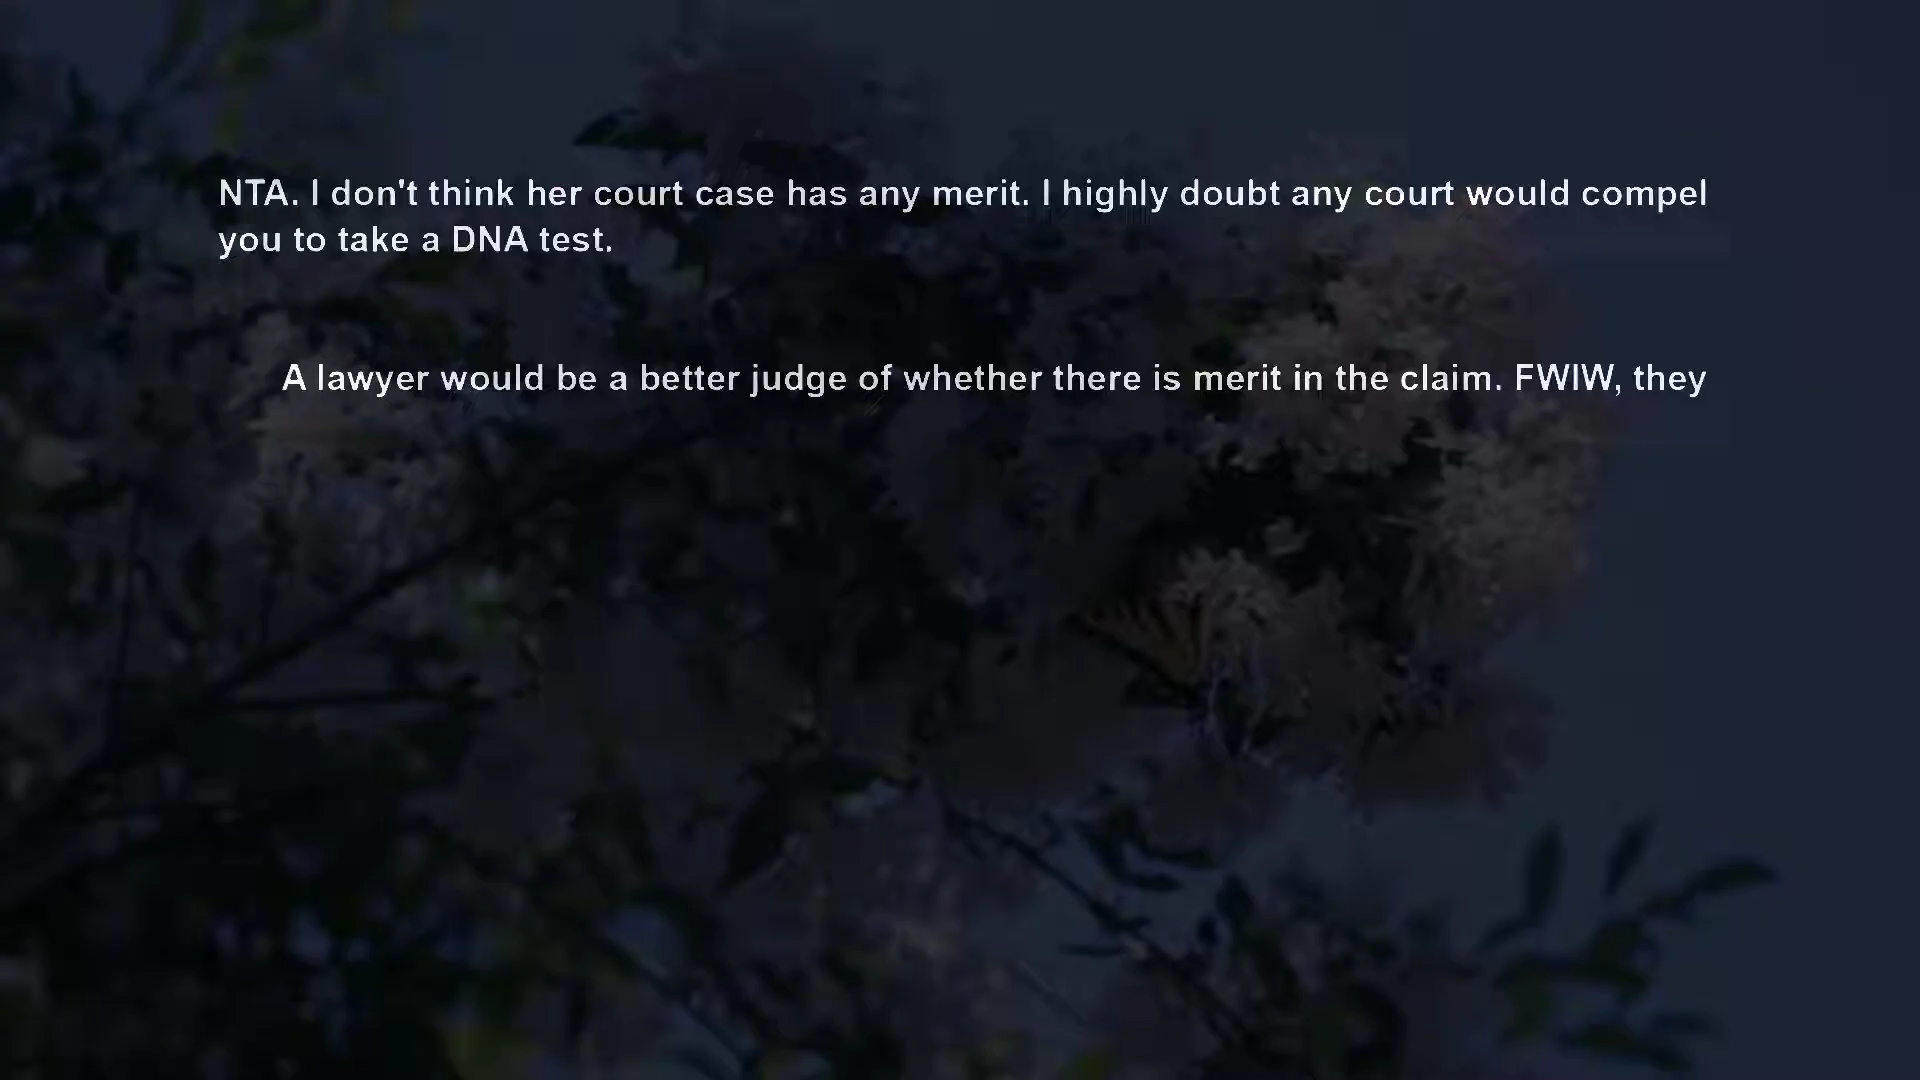 NTA. I don't think her court case has any merit. I highly doubt any court would compel
you to take a DNA test.
A lawyer would be a better judge of whether there is merit in the claim. FWIW, they